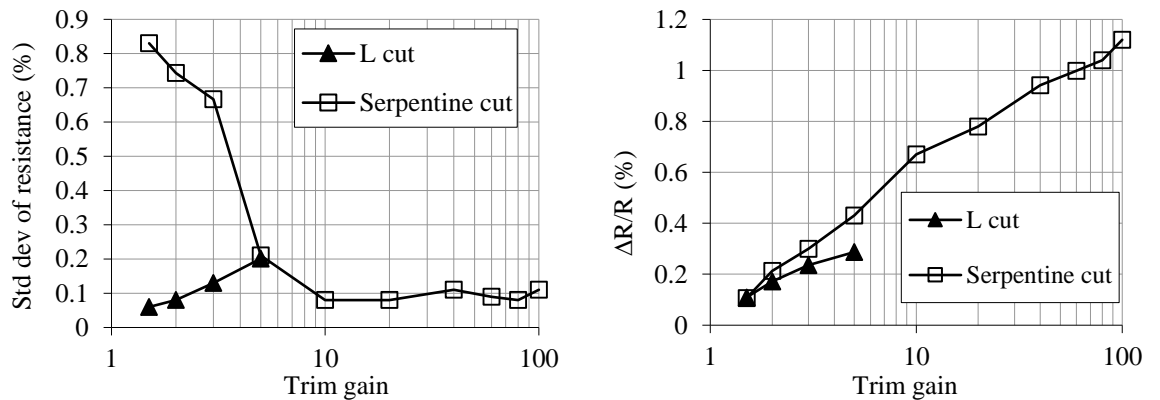 Std dev of resistance (%)
0.9
0.8
0.7
0.6
0.5
0.4
0.3
0.2
0.1
0
L cut
Serpentine cut
1
10
100
Trim gain
ΔR/R (%)
1.2
1
0.8
0.6
0.4
0.2
0
L cut
Serpentine cut
1
10
100
Trim gain